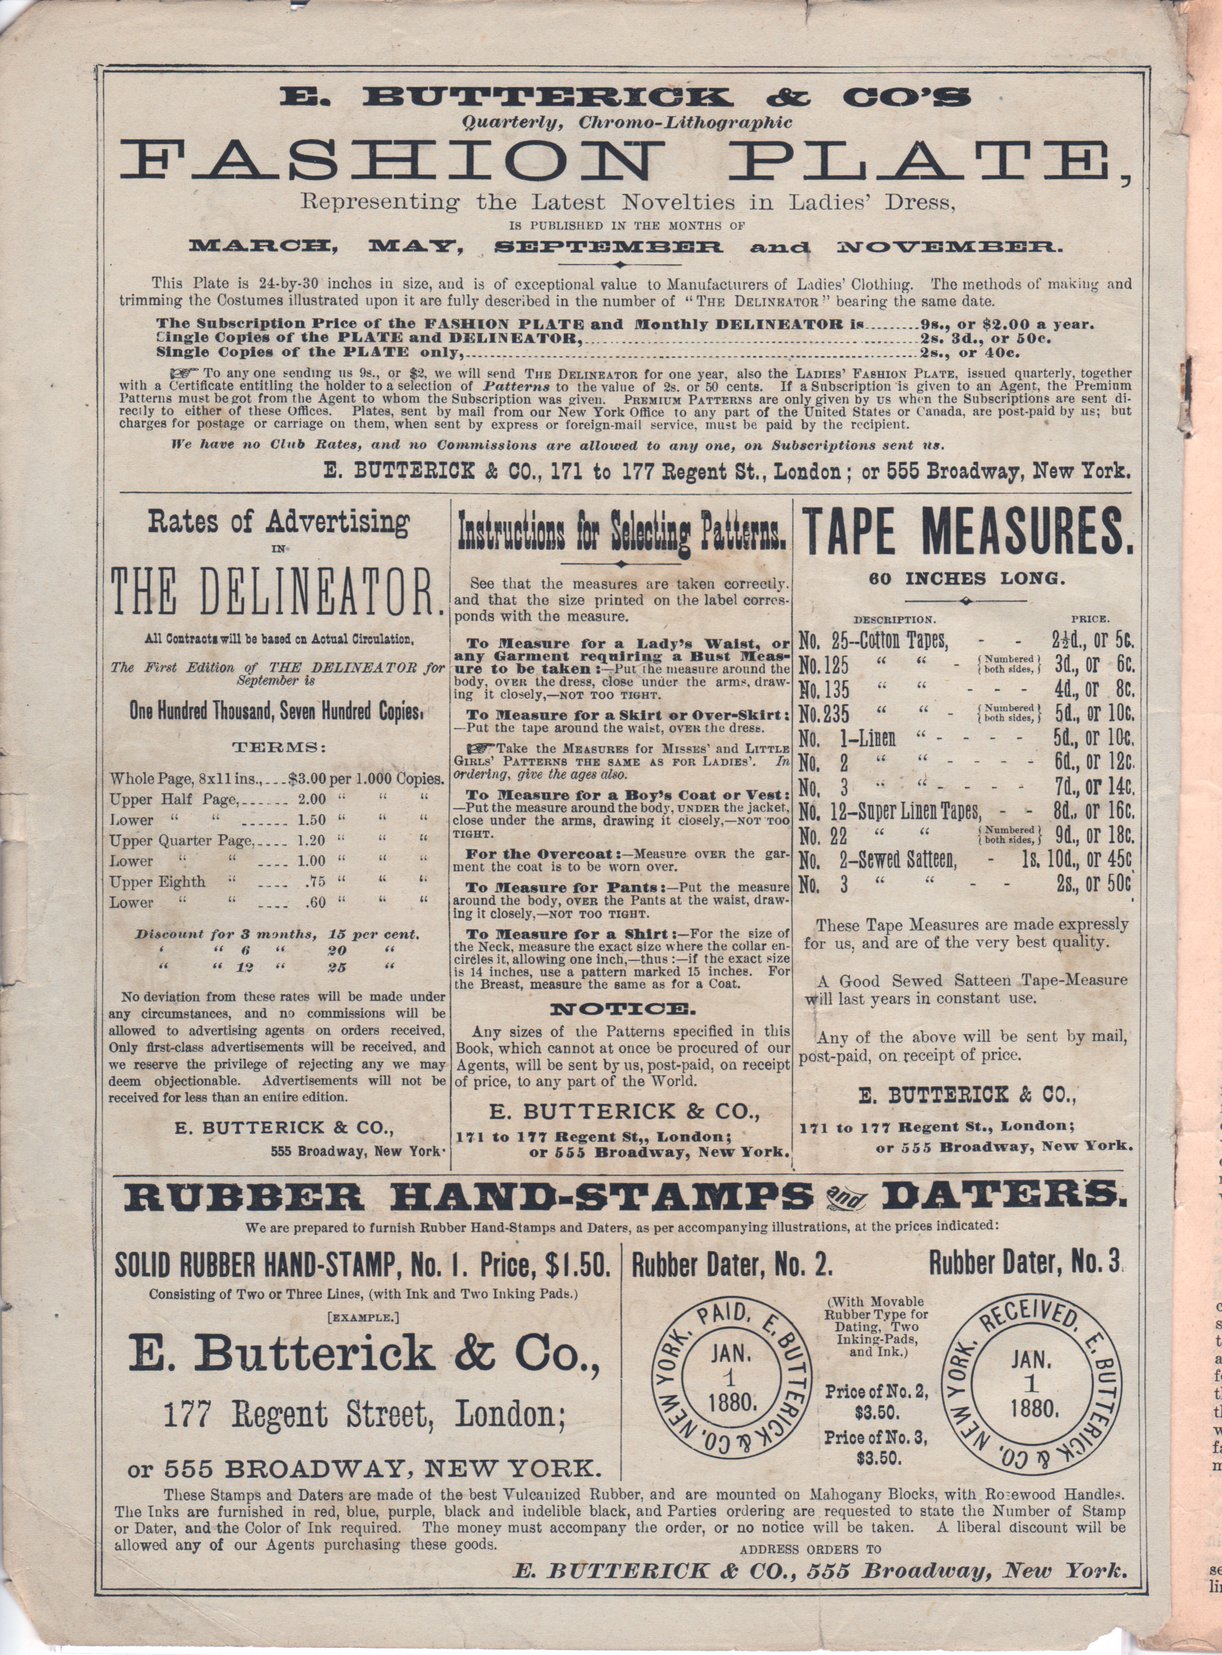 E. BUTTERICK & CO'S
Quarterly, Chromo-Lithographic
FASHION PLATE,
Representing the Latest Novelties in Ladies' Dress,
IS PUBLISHED IN THE MONTHS OF
MARCH, MAY, SEPTEMBER and NOVEMBER.
This Plate is 24-by-30 inches in size, and is of exceptional value to Manufacturers of Ladies' Clothing. The methods of making and
trimming the Costumes illustrated upon it are fully described in the number of "THE DELINEATOR" bearing the same date.
The Subscription Price of the FASHION PLATE and Monthly DELINEATOR is........9s., or $2.00 a year.
Single Copies of the PLATE and DELINEATOR,........2s. 3d., or 50c.
Single Copies of the PLATE only,........2s., or 40c.
☞ To any one sending us 9s., or $2, we will send THE DELINEATOR for one year, also the LADIES' FASHION PLATE, issued quarterly, together
with a Certificate entitling the holder to a selection of Patterns to the value of 2s. or 50 cents. If a Subscription is given to an Agent, the Premium
Patterns must be got from the Agent to whom the Subscription was given. PREMIUM PATTERNS are only given by us when the Subscriptions are sent di-
rectly to either of these Offices. Plates, sent by mail from our New York Office to any part of the United States or Canada, are post-paid by us; but
charges for postage or carriage on them, when sent by express or foreign-mail service, must be paid by the recipient.
We have no Club Rates, and no Commissions are allowed to any one, on Subscriptions sent us.
E. BUTTERICK & CO., 171 to 177 Regent St., London; or 555 Broadway, New York.
Rates of Advertising
IN
THE DELINEATOR.
All Contracts will be based on Actual Circulation.
The First Edition of THE DELINEATOR for
September is
One Hundred Thousand, Seven Hundred Copies.
TERMS:
Whole Page, 8x11 ins.,...$3.00 per 1.000 Copies.
Upper Half Page,...... 2.00 " " "
Lower " " ...... 1.50 " " "
Upper Quarter Page,.... 1.20 " " "
Lower " " .... 1.00 " " "
Upper Eighth " .... .75 " " "
Lower " " .... .60 " " "
Discount for 3 months, 15 per cent.
' " 6 " 20 "
" " 12 " 25 "
No deviation from these rates will be made under
any circumstances, and no commissions will be
allowed to advertising agents on orders received,
Only first-class advertisements will be received, and
we reserve the privilege of rejecting any we may
deem objectionable. Advertisements will not be
received for less than an entire edition.
E. BUTTERICK & CO.,
555 Broadway, New York.
Instructions for Selecting Patterns.
See that the measures are taken correctly,
and that the size printed on the label corres-
ponds with the measure.
To Measure for a Lady's Waist, or
any Garment requiring a Bust Meas-
ure to be taken:—Put the measure around the
body, OVER the dress, close under the arms, draw-
ing it closely,—NOT TOO TIGHT.
To Measure for a Skirt or Over-Skirt:
—Put the tape around the waist, OVER the dress.
☞ Take the MEASURES for MISSES' and LITTLE
GIRLS' PATTERNS THE SAME AS FOR LADIES'. In
ordering, give the ages also.
To Measure for a Boy's Coat or Vest:
—Put the measure around the body, UNDER the jacket,
close under the arms, drawing it closely,—NOT TOO
TIGHT.
For the Overcoat:—Measure OVER the gar-
ment the coat is to be worn over.
To Measure for Pants:—Put the measure
around the body, OVER the Pants at the waist, draw-
ing it closely,—NOT TOO TIGHT.
To Measure for a Shirt:—For the size of
the Neck, measure the exact size where the collar en-
circles it, allowing one inch,—thus:—if the exact size
is 14 inches, use a pattern marked 15 inches. For
the Breast, measure the same as for a Coat.
NOTICE.
Any sizes of the Patterns specified in this
Book, which cannot at once be procured of our
Agents, will be sent by us, post-paid, on receipt
of price, to any part of the World.
E. BUTTERICK & CO.,
171 to 177 Regent St,, London;
or 555 Broadway, New York.
TAPE MEASURES.
60 INCHES LONG.
DESCRIPTION. PRICE.
No. 25—Cotton Tapes, - - 2½d., or 5c.
No. 125 " " - {Numbered both sides,} 3d., or 6c.
No. 135 " " - - - 4d., or 8c.
No. 235 " " - {Numbered both sides,} 5d., or 10c.
No. 1—Linen " - - - - 5d., or 10c.
No. 2 " " - - - - 6d., or 12c.
No. 3 " " - - - - 7d., or 14c.
No. 12—Super Linen Tapes, - - 8d., or 16c.
No. 22 " " {Numbered both sides,} 9d., or 18c.
No. 2—Sewed Satteen, - 1s. 10d., or 45c
No. 3 " " - - 2s., or 50c
These Tape Measures are made expressly
for us, and are of the very best quality.
A Good Sewed Satteen Tape-Measure
will last years in constant use.
Any of the above will be sent by mail,
post-paid, on receipt of price.
E. BUTTERICK & CO.,
171 to 177 Regent St., London;
or 555 Broadway, New York.
RUBBER HAND-STAMPS and DATERS.
We are prepared to furnish Rubber Hand-Stamps and Daters, as per accompanying illustrations, at the prices indicated:
SOLID RUBBER HAND-STAMP, No. 1. Price, $1.50.
Consisting of Two or Three Lines, (with Ink and Two Inking Pads.)
[EXAMPLE.]
E. Butterick & Co.,
177 Regent Street, London;
or 555 BROADWAY, NEW YORK.
Rubber Dater, No. 2.
Rubber Dater, No. 3.
PAID, E. BUTTERICK & CO. NEW YORK.
JAN.
1
1880.
(With Movable
Rubber Type for
Dating, Two
Inking-Pads,
and Ink.)
Price of No. 2,
$3.50.
Price of No. 3,
$3.50.
RECEIVED, E. BUTTERICK & CO. NEW YORK.
JAN.
1
1880.
These Stamps and Daters are made of the best Vulcanized Rubber, and are mounted on Mahogany Blocks, with Rosewood Handles.
The Inks are furnished in red, blue, purple, black and indelible black, and Parties ordering are requested to state the Number of Stamp
or Dater, and the Color of Ink required. The money must accompany the order, or no notice will be taken. A liberal discount will be
allowed any of our Agents purchasing these goods.
ADDRESS ORDERS TO
E. BUTTERICK & CO., 555 Broadway, New York.